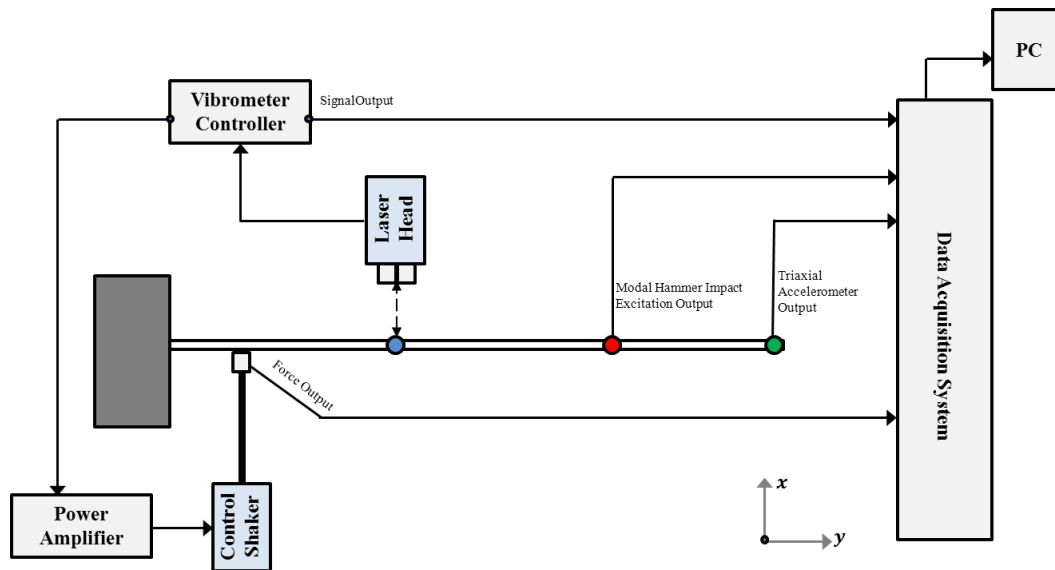 PC
Vibrometer
Controller
SignalOutput
Laser
Head
Modal Hammer Impact
Excitation Output
Triaxial
Accelerometer
Output
Data Acquisition System
Force Output
Power
Amplifier
Control
Shaker
x
y